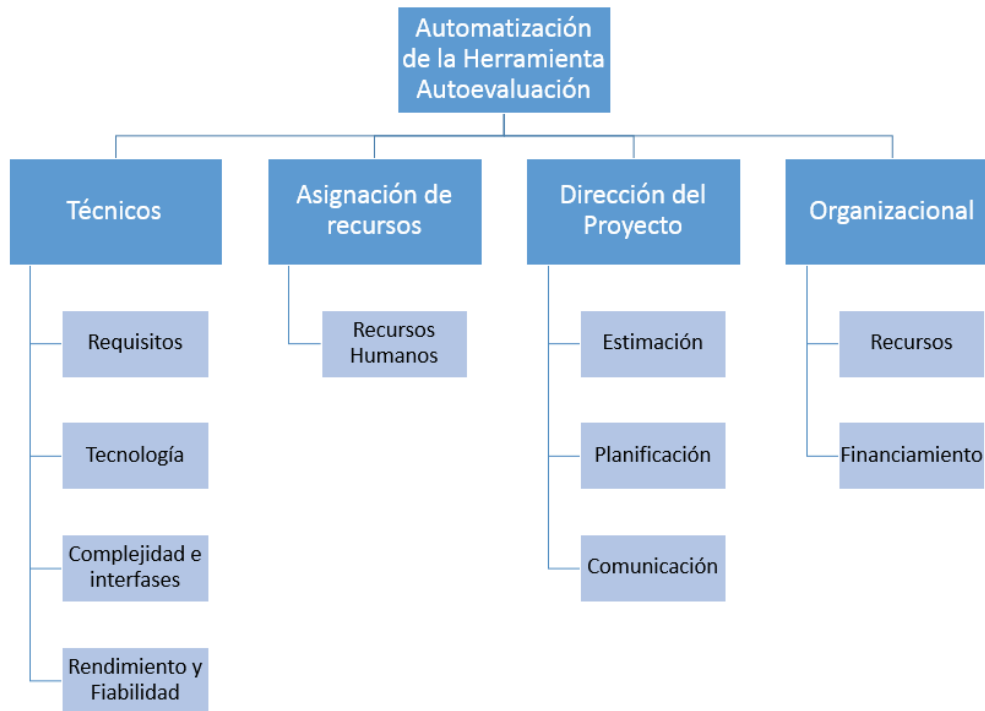 Automatización
de la Herramienta
Autoevaluación
Técnicos
Asignación de
recursos
Dirección del
Proyecto
Organizacional
Requisitos
Recursos
Humanos
Estimación
Recursos
Tecnología
Planificación
Financiamiento
Complejidad e
interfases
Comunicación
Rendimiento y
Fiabilidad